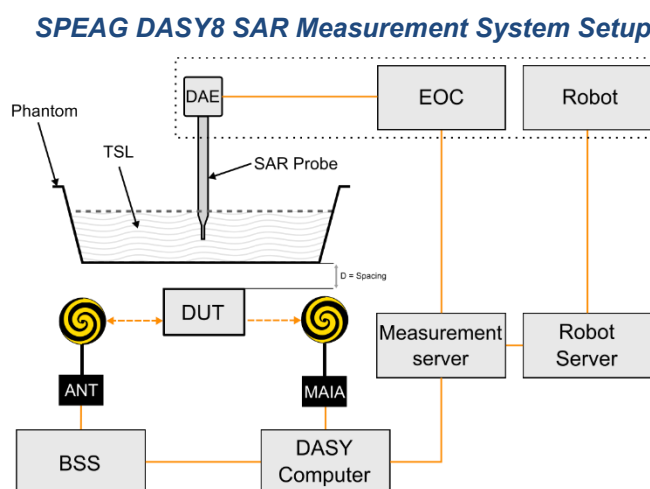 SPEAG DASY8 SAR Measurement System Setup
DAE
EOC
Robot
Phantom
TSL
SAR Probe
D = Spacing
DUT
Measurement
server
Robot
Server
ANT
MAIA
BSS
DASY
Computer